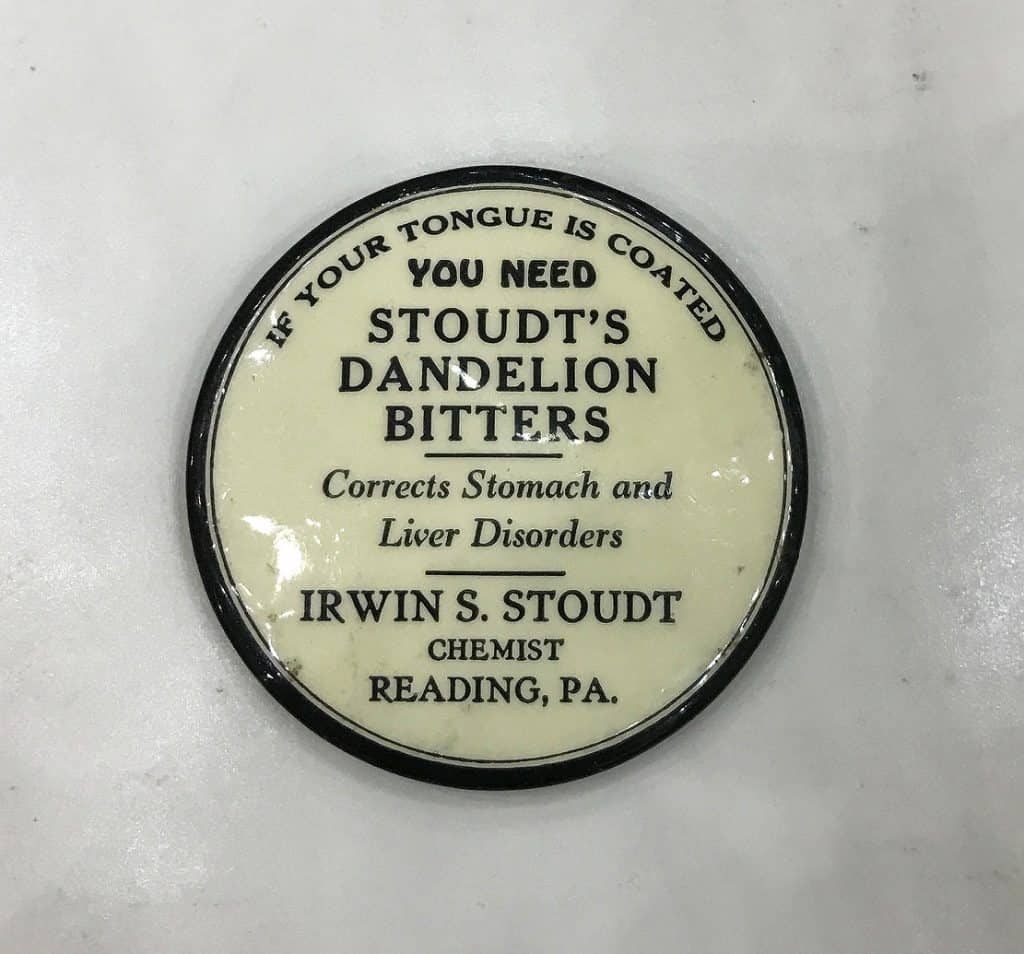 IF YOUR TONGUE IS COATED
YOU NEED
STOUDT'S
DANDELION
BITTERS
Corrects Stomach and
Liver Disorders
IRWIN S. STOUDT
CHEMIST
READING, PA.